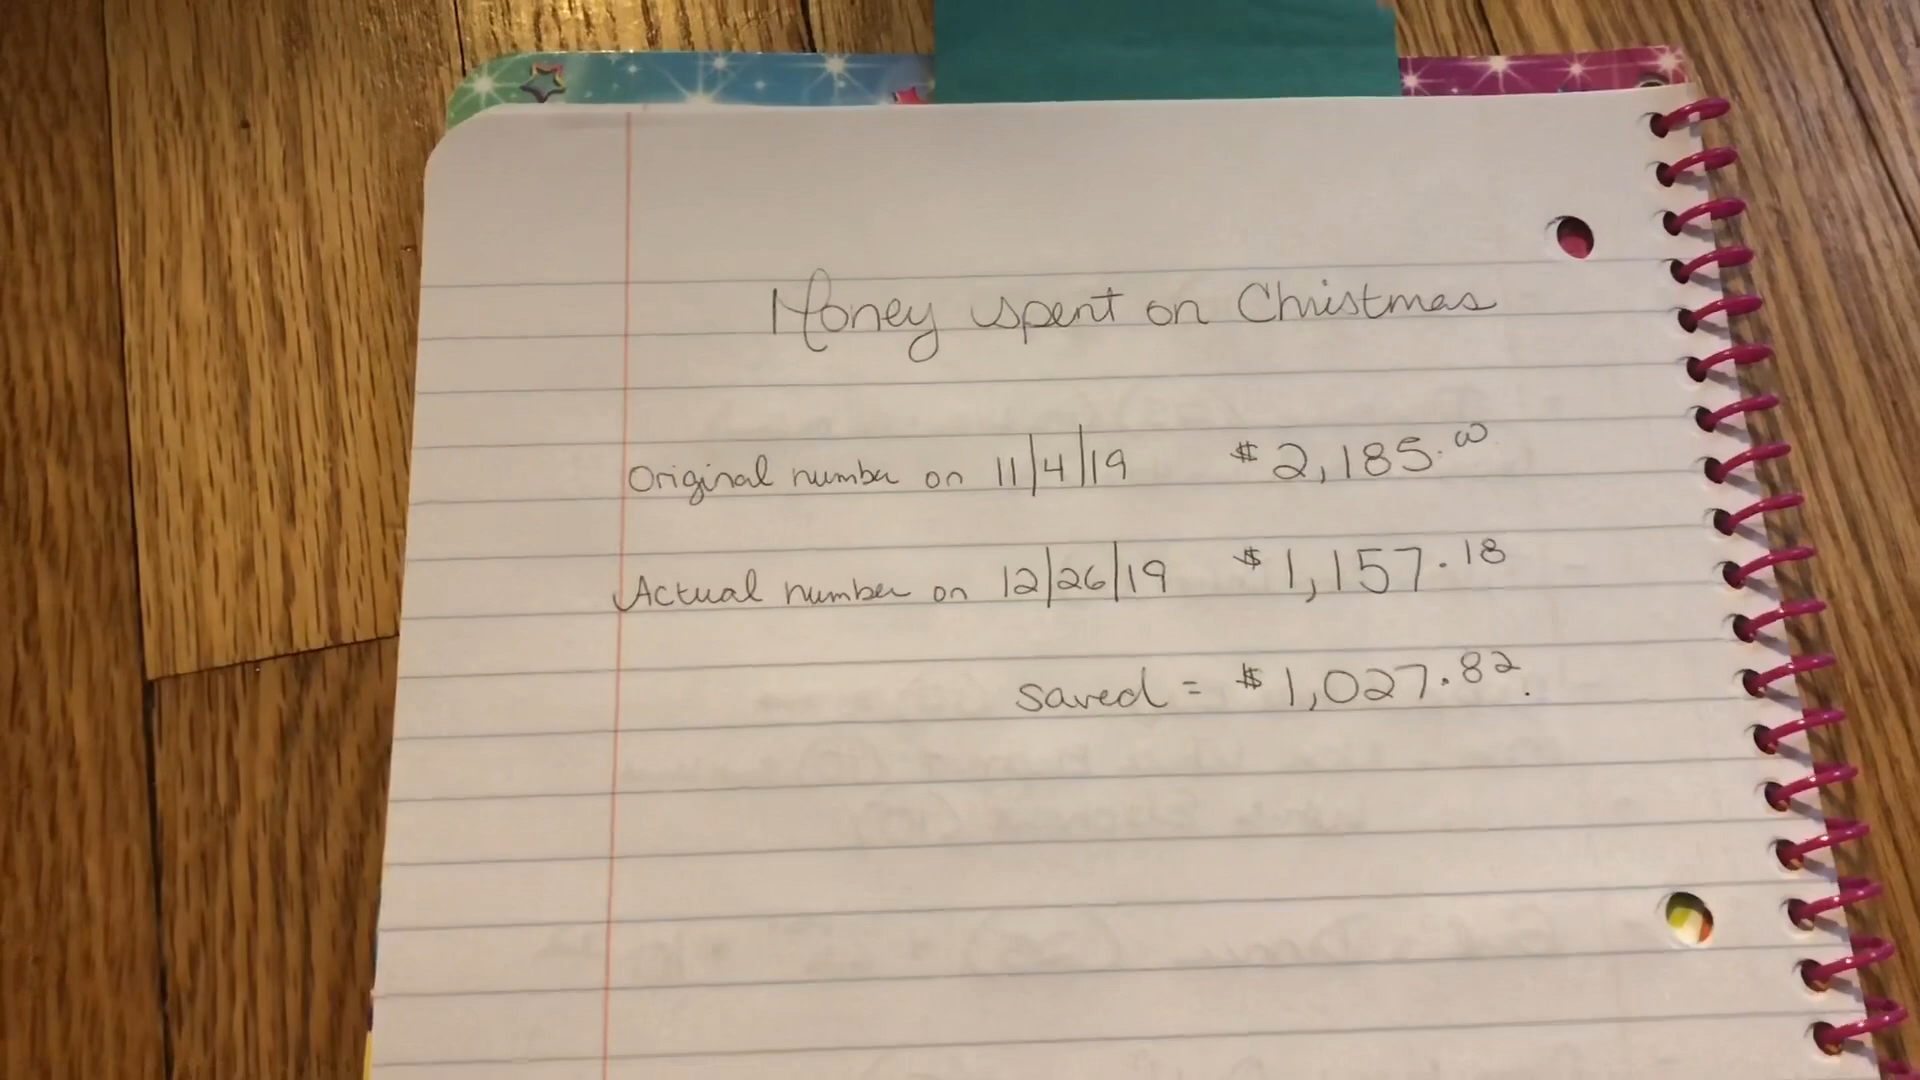 Money spent on Christmas
Original number on 11/4/19 $2,185.00
Actual number on 12/26/19 $1,157.18
saved = $1,027.82.